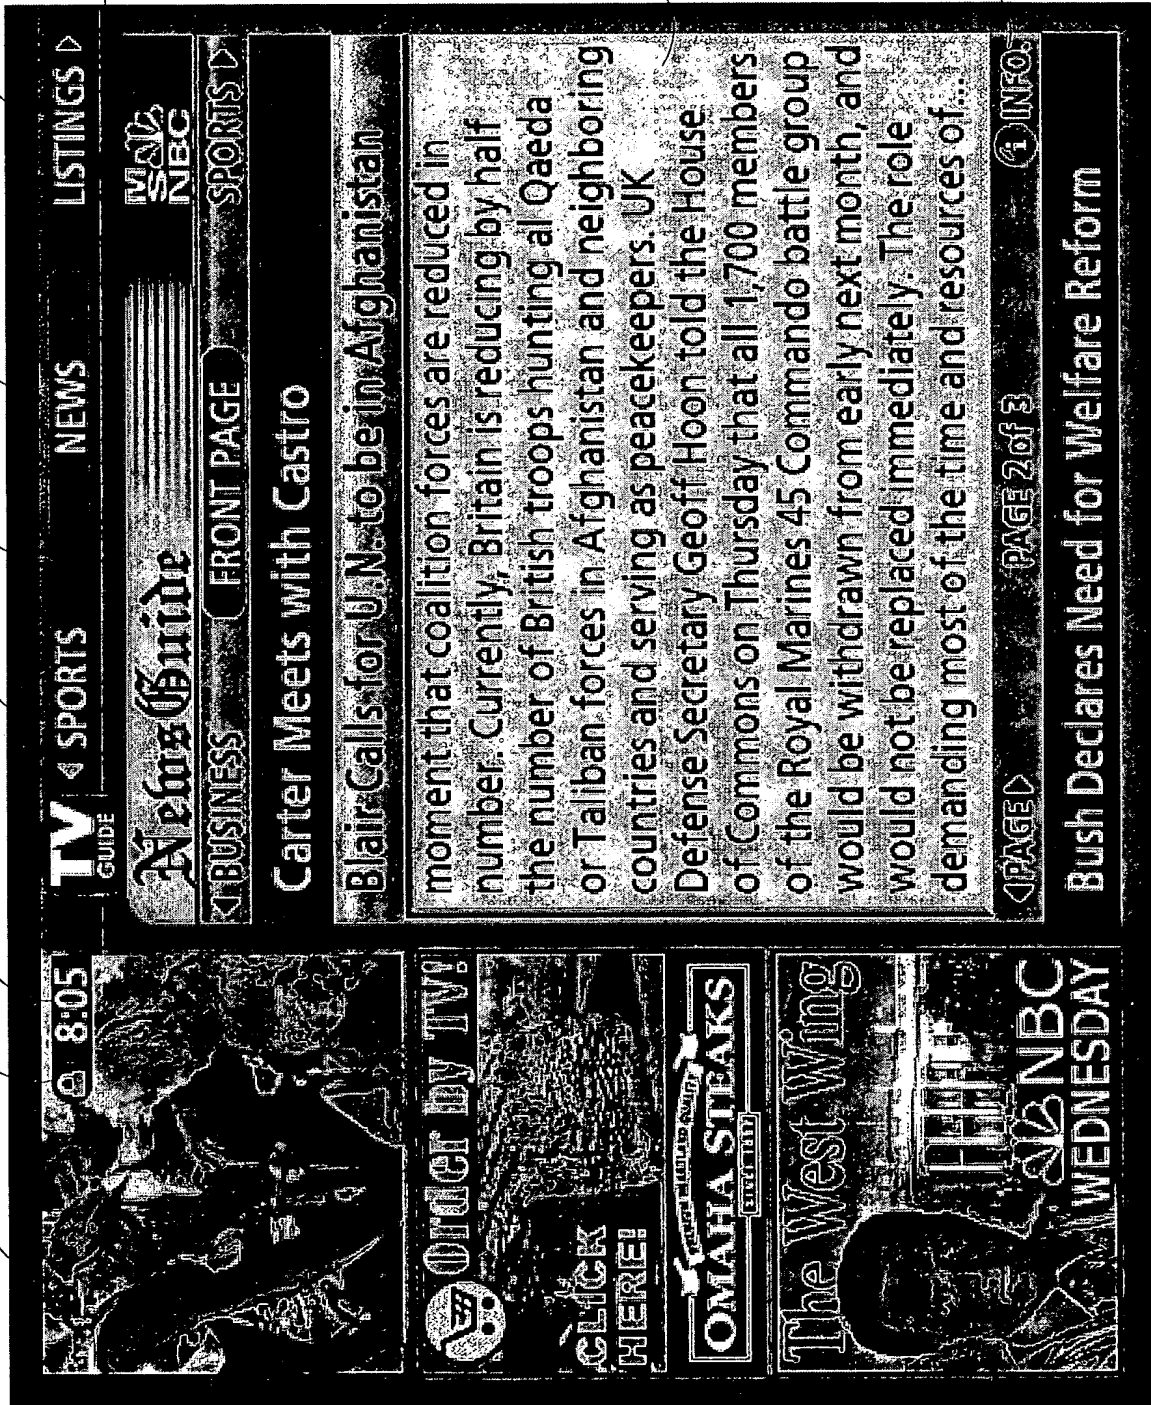 8:05
TV
GUIDE
SPORTS
NEWS
LISTINGS
News Guide
MSNBC
BUSINESS
FRONT PAGE
SPORTS
Carter Meets with Castro
Blair Calls for U.N. to be in Afghanistan
moment that coalition forces are reduced in
number. Currently, Britain is reducing by half
the number of British troops hunting al Qaeda
or Taliban forces in Afghanistan and neighboring
countries and serving as peacekeepers. UK
Defense Secretary Geoff Hoon told the House
of Commons on Thursday that all 1,700 members
of the Royal Marines 45 Commando battle group
would be withdrawn from early next month, and
would not be replaced immediately. The role
demanding most of the time and resources of...
PAGE
PAGE 2 of 3
i INFO.
Bush Declares Need for Welfare Reform
Order by TV!
CLICK
HERE!
OMAHA STEAKS
SINCE 1917
The West Wing
NBC
WEDNESDAY